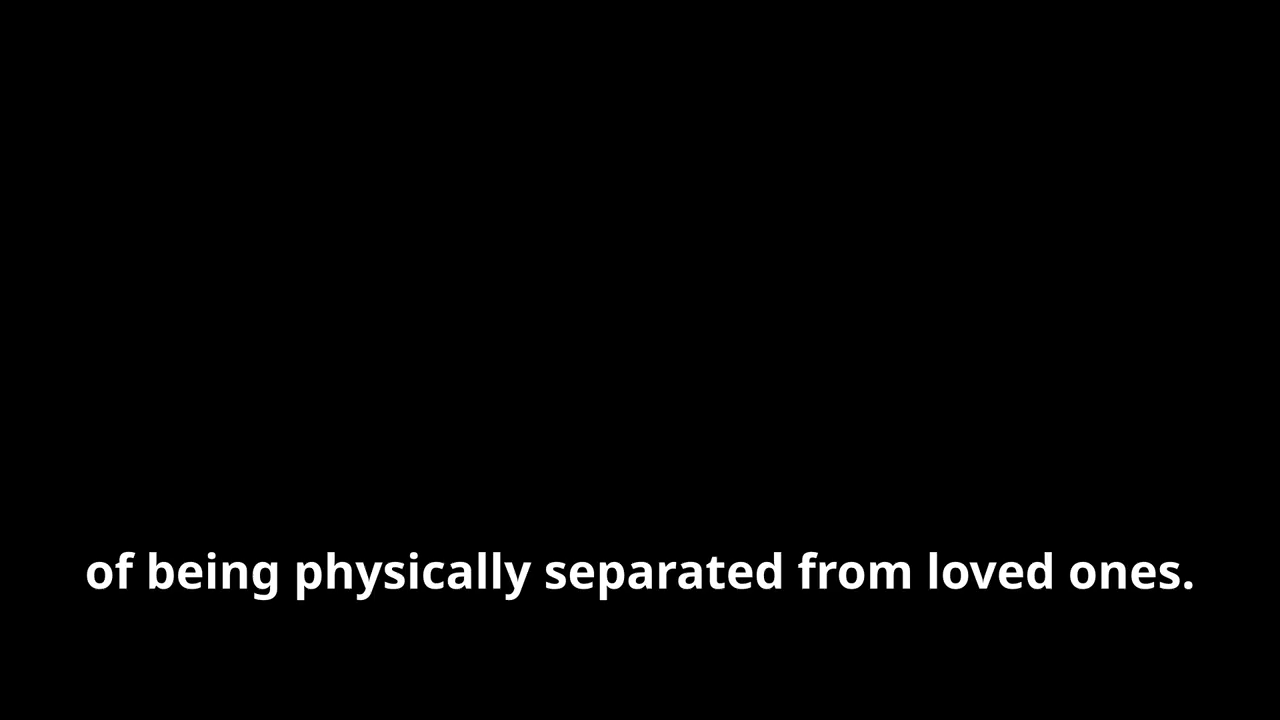 of being physically separated from loved ones.